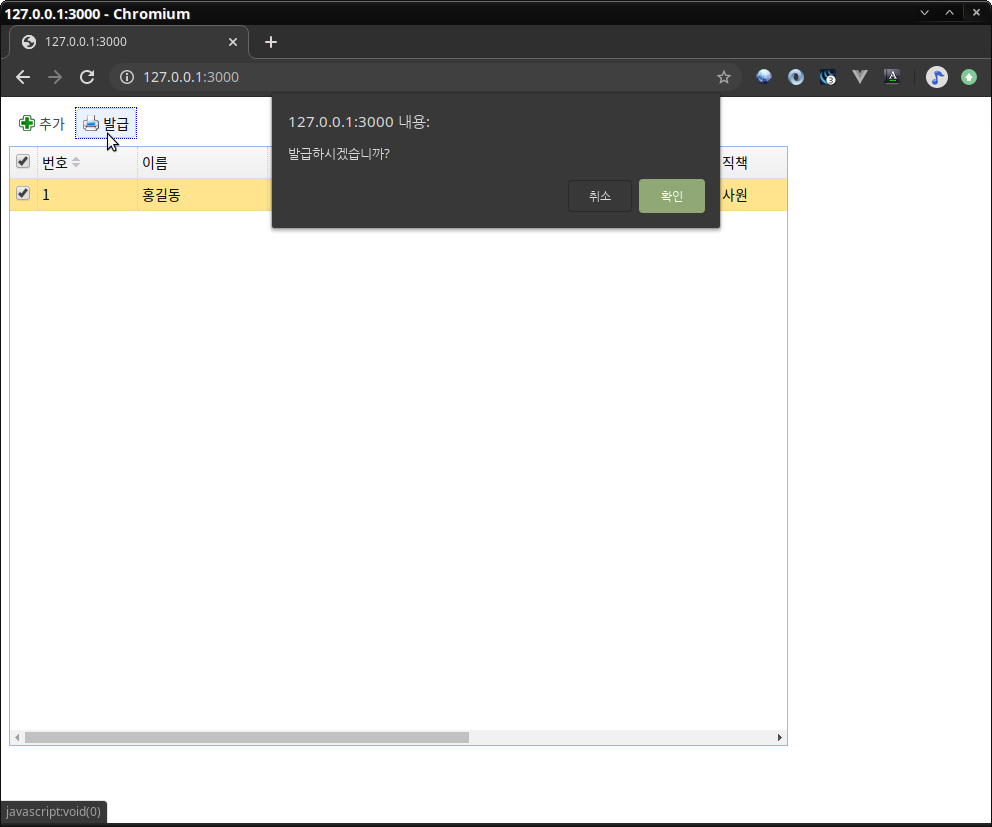 127.0.0.1:3000 - Chromium
127.0.0.1:3000
127.0.0.1:3000
3
A
추가 발급
127.0.0.1:3000 내용:
발급하시겠습니까?
취소 확인
번호 이름 직책
1 홍길동 사원
javascript:void(0)